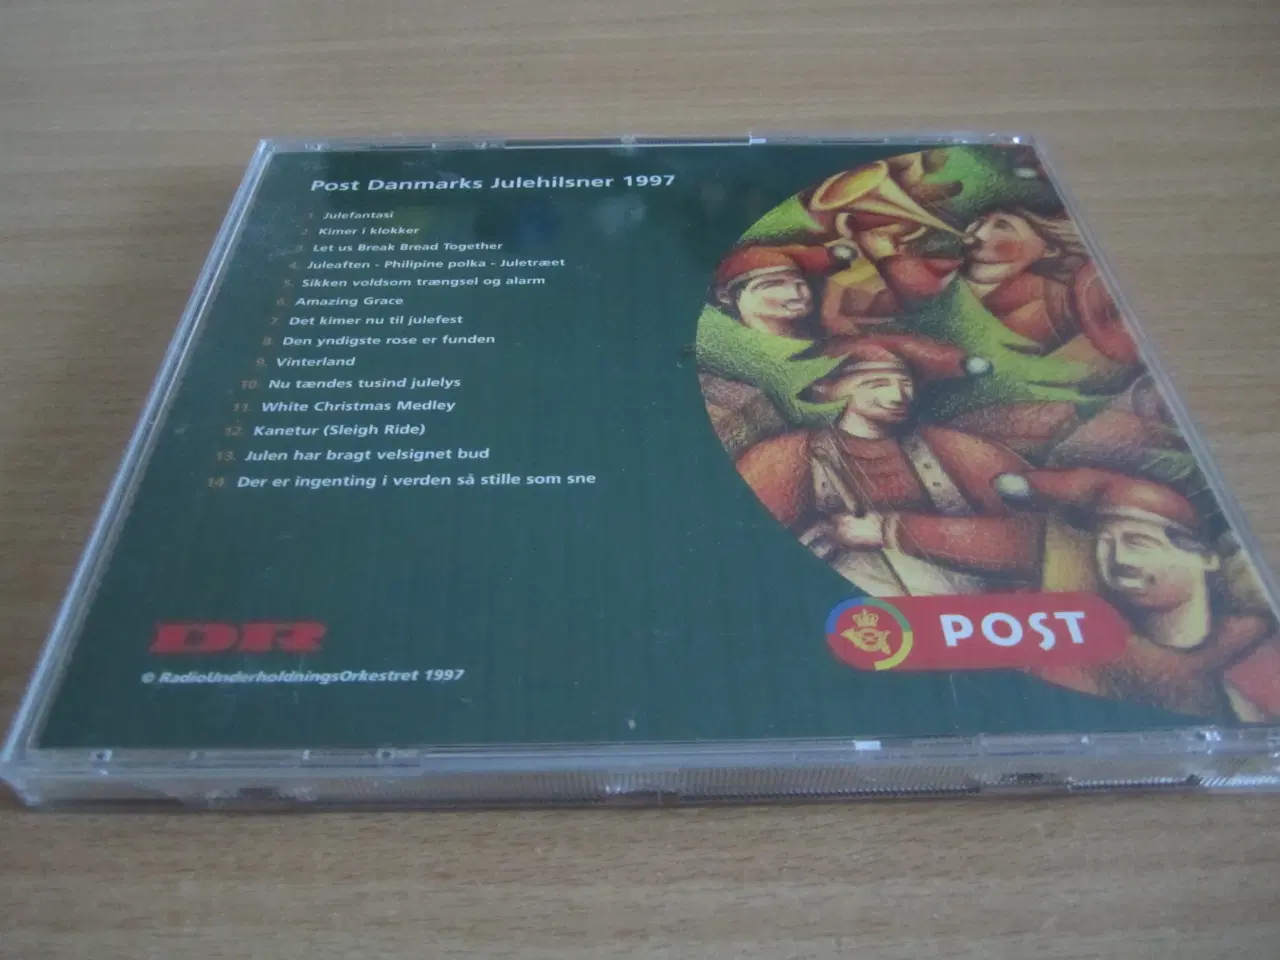 Post Danmarks Julehilsner 1997
1. Julefantasi
2. Kimer i klokker
3. Let us Break Bread Together
4. Juleaften - Philipine polka - Juletræet
5. Sikken voldsom trængsel og alarm
6. Amazing Grace
7. Det kimer nu til julefest
8. Den yndigste rose er funden
9. Vinterland
10. Nu tændes tusind julelys
11. White Christmas Medley
12. Kanetur (Sleigh Ride)
13. Julen har bragt velsignet bud
14. Der er ingenting i verden så stille som sne
POST
DR
© RadioUnderholdningsOrkestret 1997